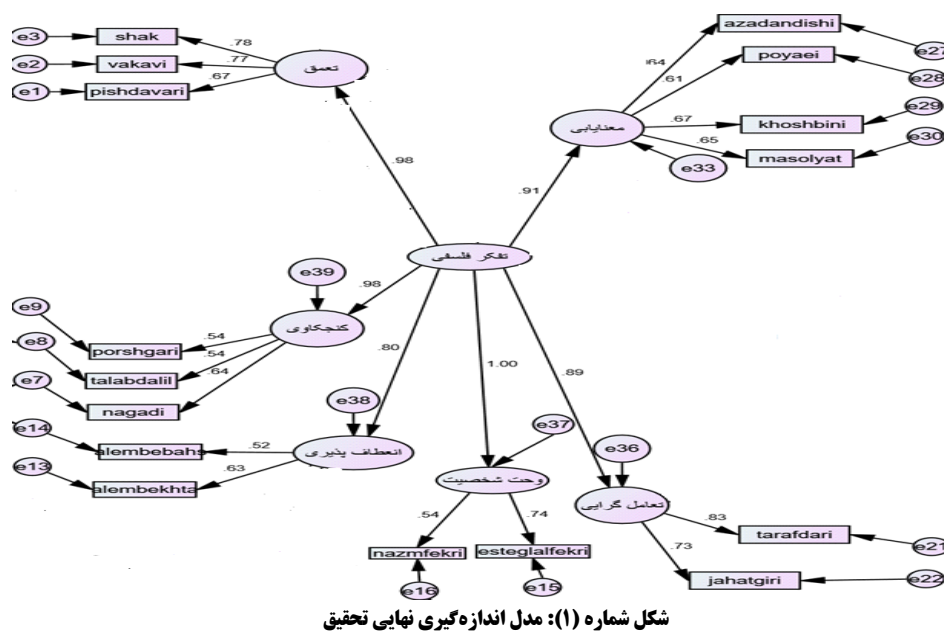 e3
shak
.78
e2
vakavi
.77
e1
pishdavari
.67
تعمق
azadandishi
e27
.64
poyaei
.61
e28
معنایابی
.67
khoshbini
e29
.65
masolyat
e30
e33
.98
.91
تفکر فلسفی
e39
.98
کنجکاوی
e9
porshgari
.54
e8
talabdalil
.54
e7
nagadi
.64
.80
1.00
.89
e38
e14
alembebahs
.52
انعطاف پذیری
e13
alembekhta
.63
e37
وحت شخصیت
e36
تعامل گرایی
.54
.74
nazmfekri
esteglalfekri
e16
e15
.83
tarafdari
e21
.73
jahatgiri
e22
شکل شماره (۱): مدل اندازه‌گیری نهایی تحقیق